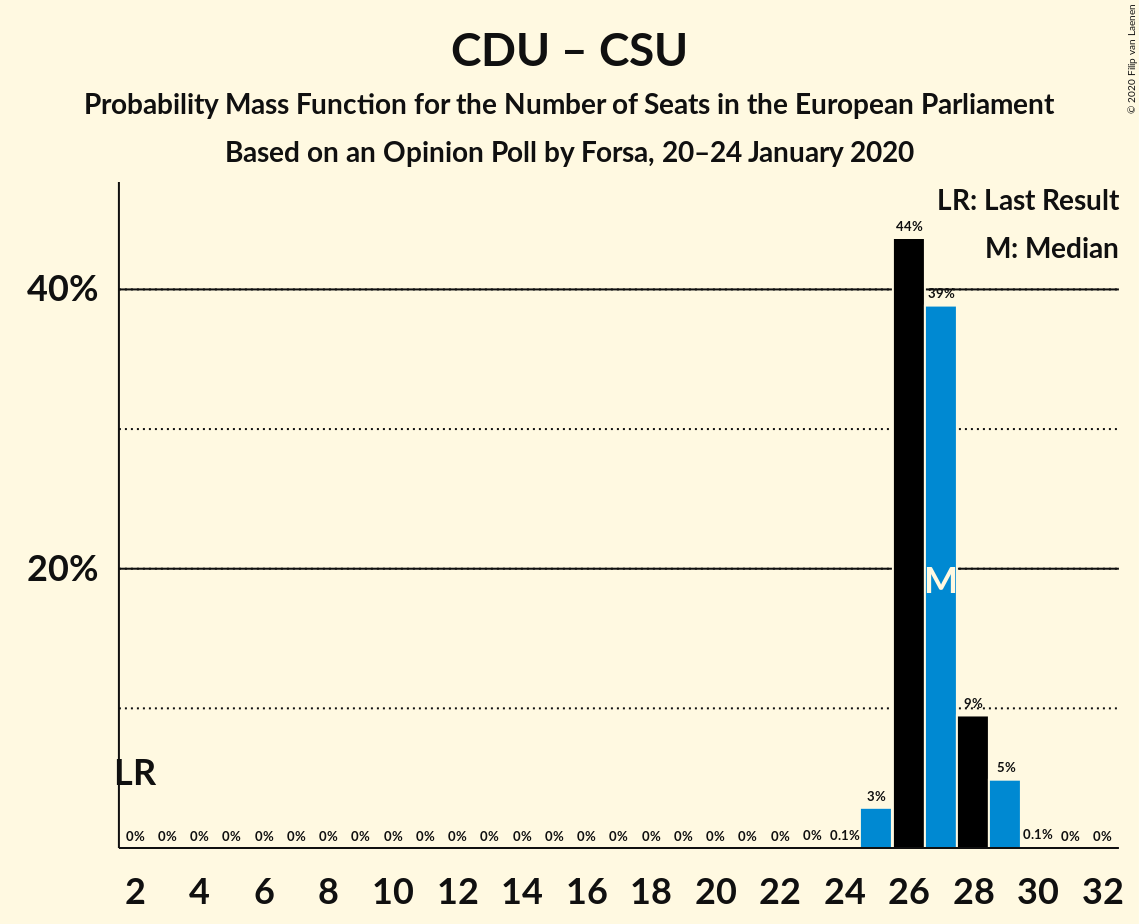 © 2020 Filip van Laenen
CDU – CSU
Probability Mass Function for the Number of Seats in the European Parliament
Based on an Opinion Poll by Forsa, 20–24 January 2020
LR: Last Result
M: Median
44%
39%
40%
20%
M
9%
5%
3%
LR
0% 0% 0% 0% 0% 0% 0% 0% 0% 0% 0% 0% 0% 0% 0% 0% 0% 0% 0% 0% 0% 0% 0.1% 0.1% 0% 0%
2 4 6 8 10 12 14 16 18 20 22 24 26 28 30 32